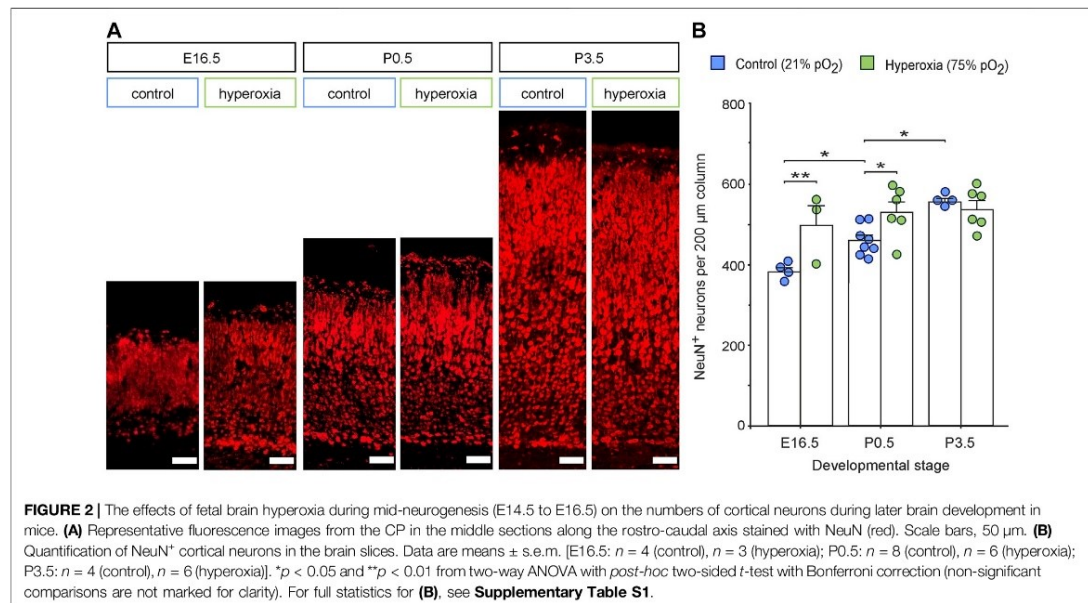 A
E16.5
P0.5
P3.5
control
hyperoxia
control
hyperoxia
control
hyperoxia
B
Control (21% pO₂)
Hyperoxia (75% pO₂)
NeuN⁺ neurons per 200 µm column
800
600
400
200
0
*
*
**
*
E16.5
P0.5
P3.5
Developmental stage
FIGURE 2 | The effects of fetal brain hyperoxia during mid-neurogenesis (E14.5 to E16.5) on the numbers of cortical neurons during later brain development in
mice. (A) Representative fluorescence images from the CP in the middle sections along the rostro-caudal axis stained with NeuN (red). Scale bars, 50 µm. (B)
Quantification of NeuN⁺ cortical neurons in the brain slices. Data are means ± s.e.m. [E16.5: n = 4 (control), n = 3 (hyperoxia); P0.5: n = 8 (control), n = 6 (hyperoxia);
P3.5: n = 4 (control), n = 6 (hyperoxia)]. *p < 0.05 and **p < 0.01 from two-way ANOVA with post-hoc two-sided t-test with Bonferroni correction (non-significant
comparisons are not marked for clarity). For full statistics for (B), see Supplementary Table S1.